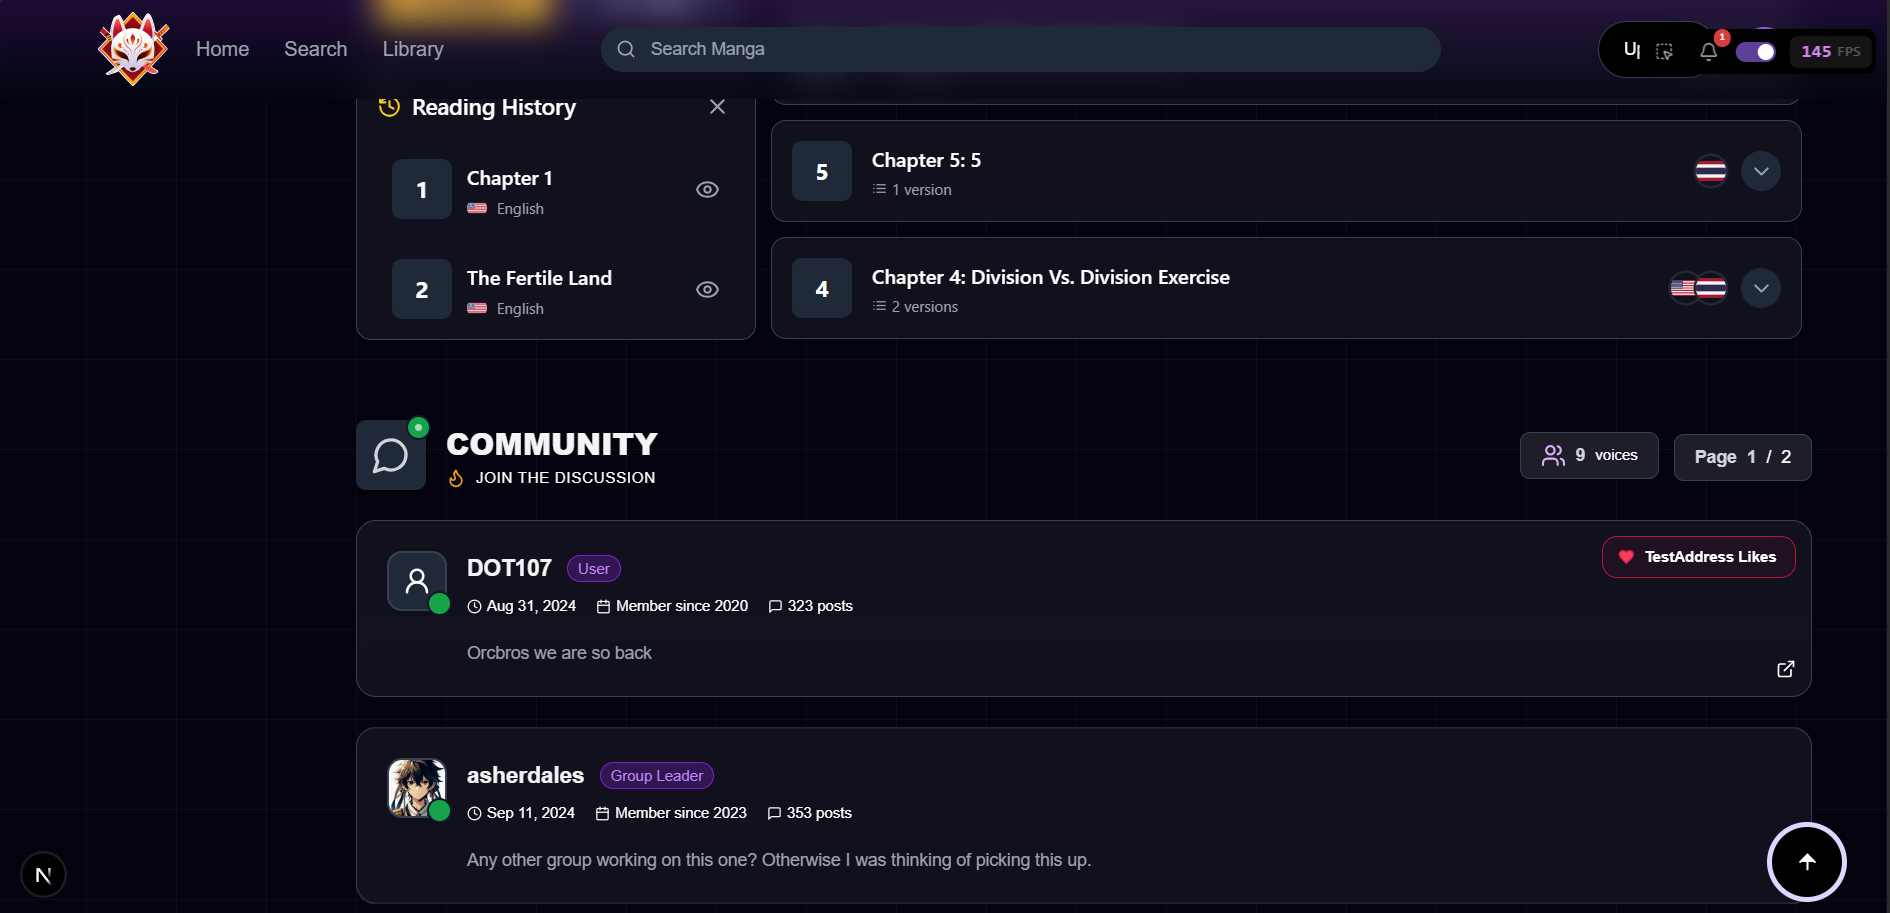 Home
Search
Library
Search Manga
1
145 FPS
Reading History
1
Chapter 1
English
2
The Fertile Land
English
5
Chapter 5: 5
1 version
4
Chapter 4: Division Vs. Division Exercise
2 versions
COMMUNITY
JOIN THE DISCUSSION
9 voices
Page 1 / 2
DOT107 User
Aug 31, 2024 Member since 2020 323 posts
TestAddress Likes
Orcbros we are so back
asherdales Group Leader
Sep 11, 2024 Member since 2023 353 posts
Any other group working on this one? Otherwise I was thinking of picking this up.
N